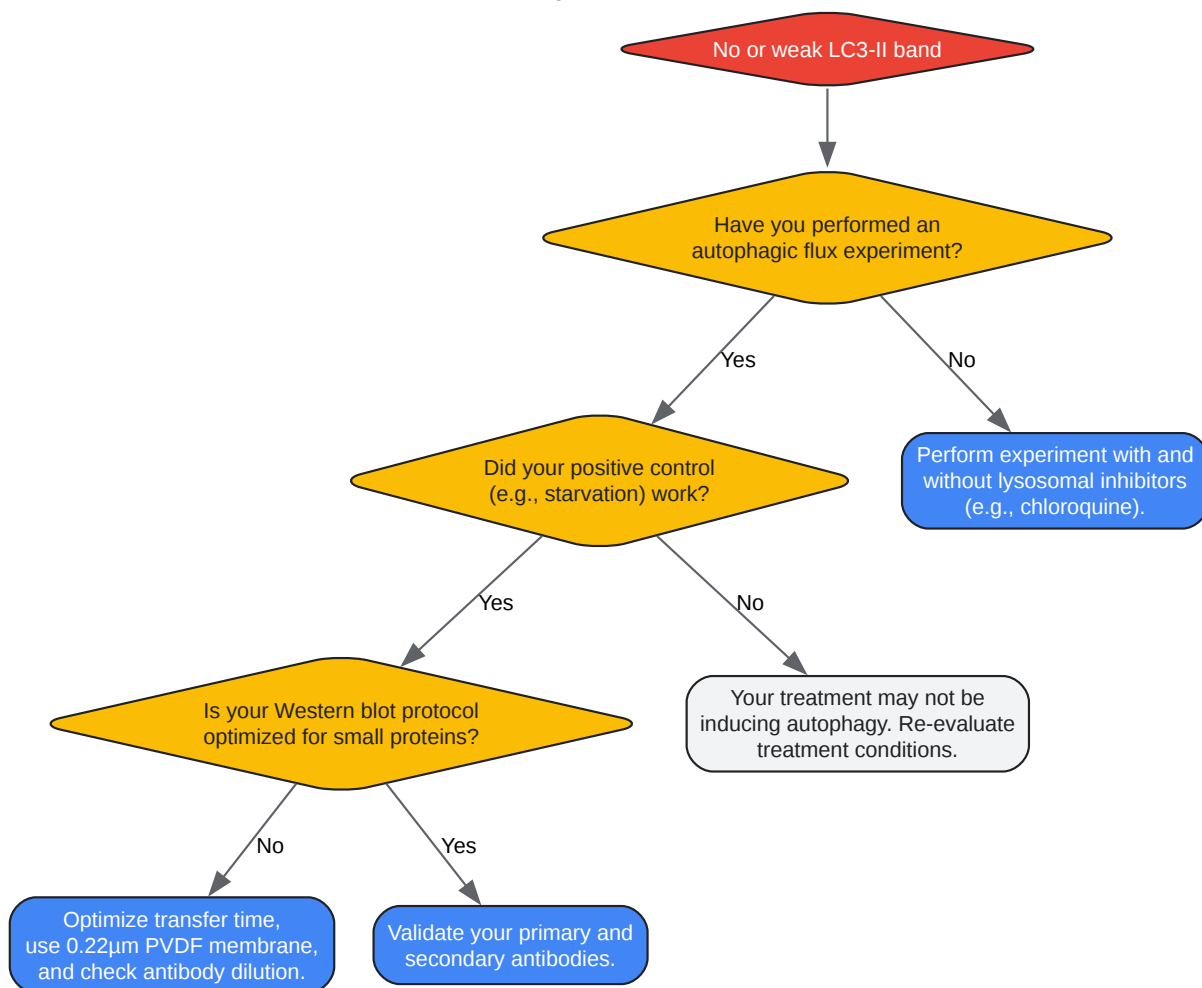 No or weak LC3-II band
Have you performed an
autophagic flux experiment?
Yes
No
Did your positive control
(e.g., starvation) work?
Perform experiment with and
without lysosomal inhibitors
(e.g., chloroquine).
Yes
No
Is your Western blot protocol
optimized for small proteins?
Your treatment may not be
inducing autophagy. Re-evaluate
treatment conditions.
No
Yes
Optimize transfer time,
use 0.22µm PVDF membrane,
and check antibody dilution.
Validate your primary and
secondary antibodies.